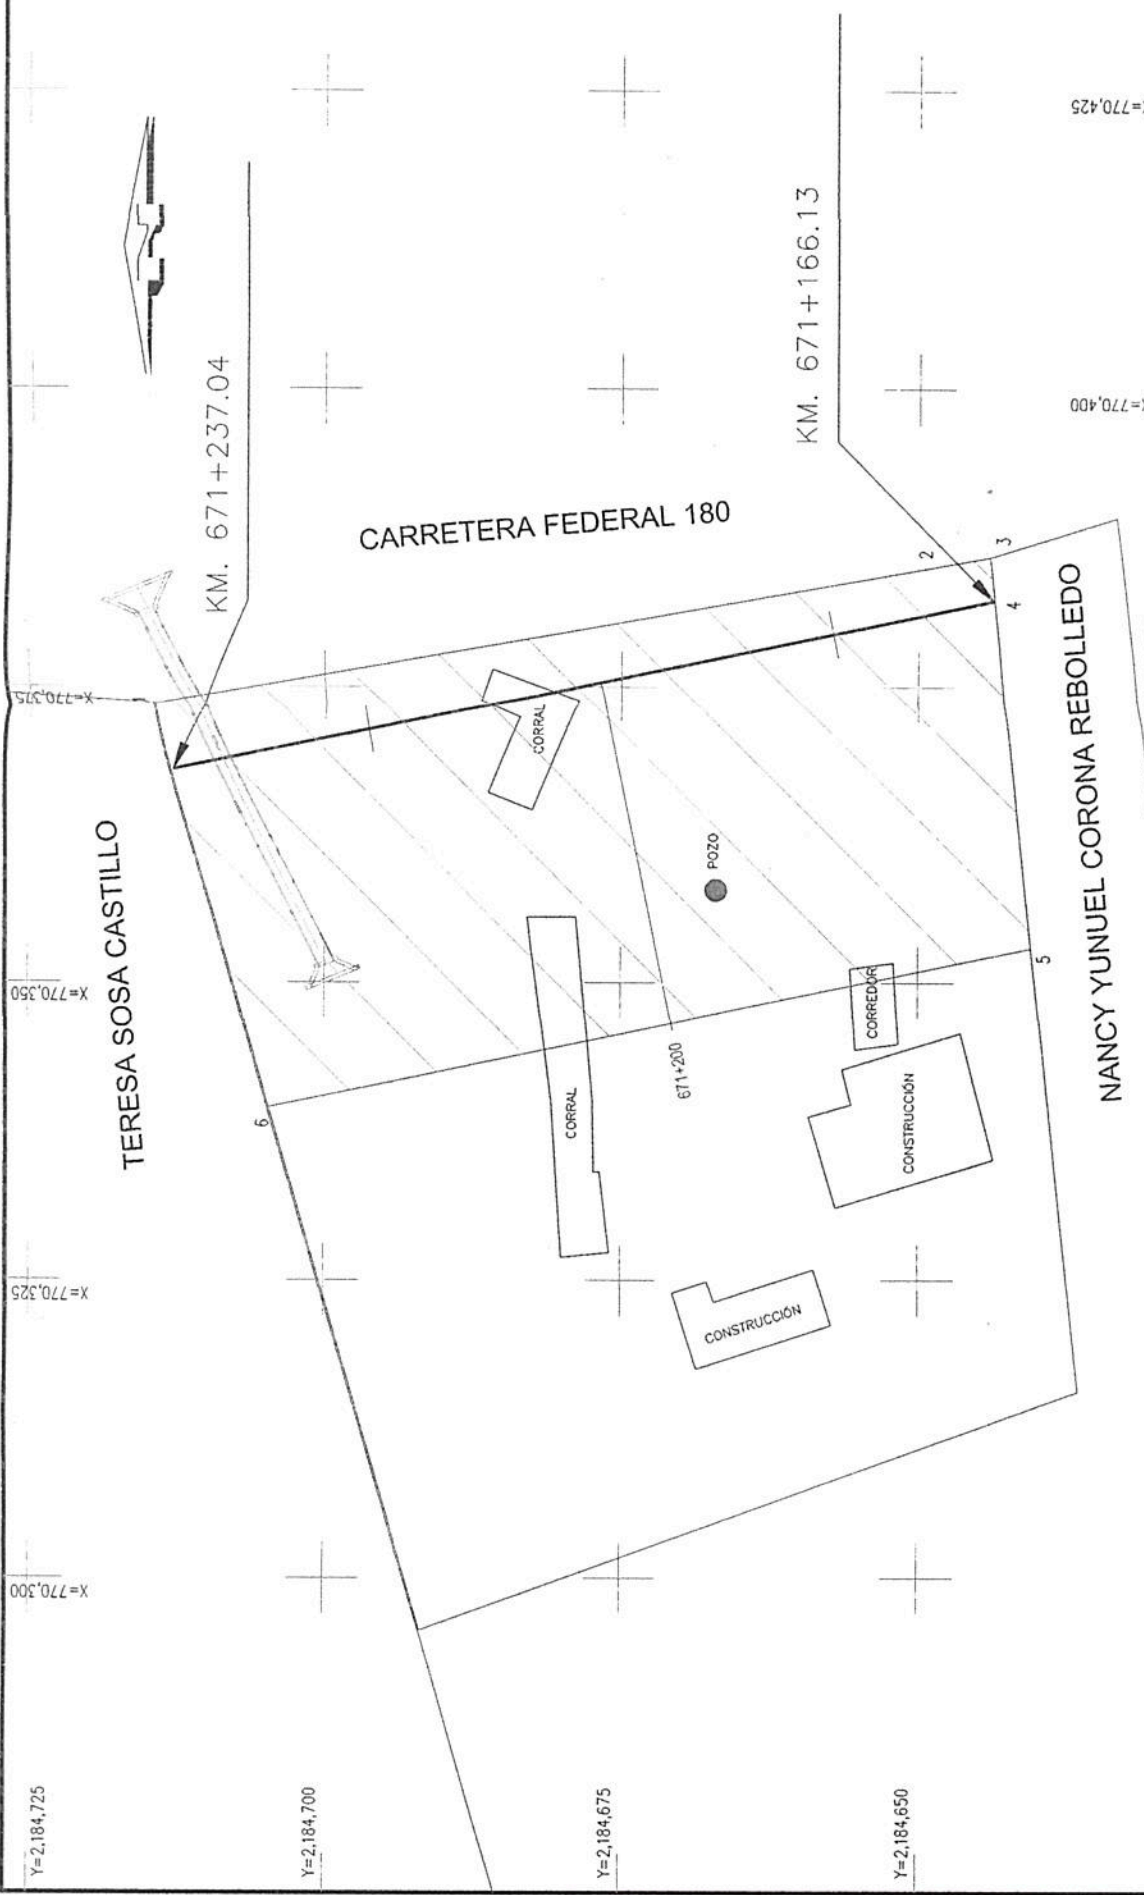 X=770,425
X=770,400
X=770,375
X=770,350
X=770,325
X=770,300
Y=2,184,725
Y=2,184,700
Y=2,184,675
Y=2,184,650
KM. 671+237.04
KM. 671+166.13
CARRETERA FEDERAL 180
TERESA SOSA CASTILLO
NANCY YUNUEL CORONA REBOLLEDO
2
3
4
5
6
CORRAL
POZO
671+200
CORRAL
CORREDOR
CONSTRUCCIÓN
CONSTRUCCIÓN